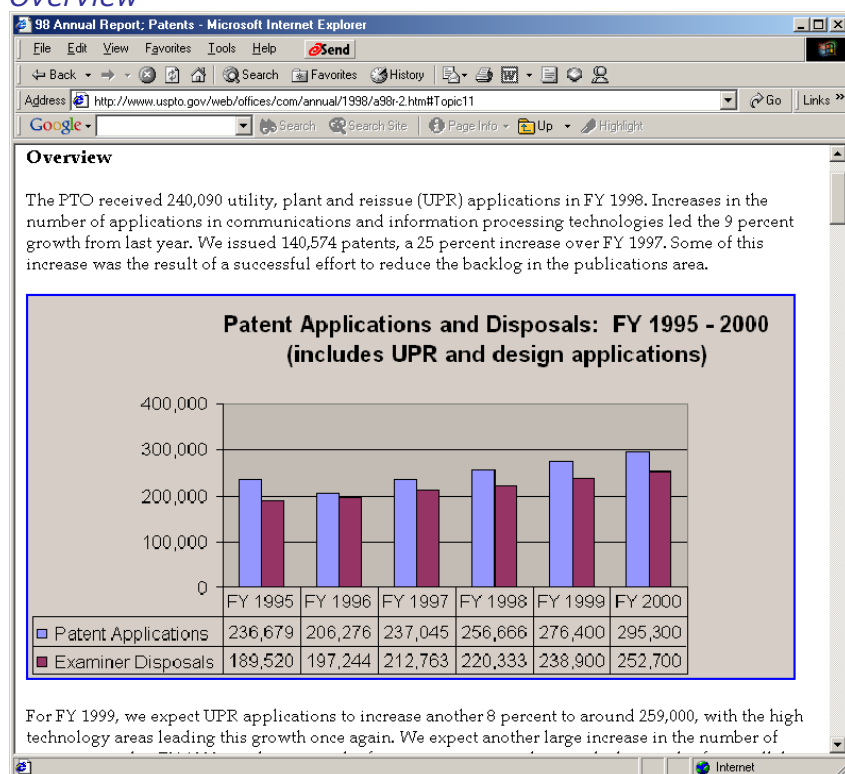 Overview
98 Annual Report; Patents - Microsoft Internet Explorer
File Edit View Favorites Tools Help Send
Back Search Favorites History
Address http://www.uspto.gov/web/offices/com/annual/1998/a98r-2.htm#Topic11 Go Links »
Google Search Search Site Page Info Up Highlight
Overview
The PTO received 240,090 utility, plant and reissue (UPR) applications in FY 1998. Increases in the
number of applications in communications and information processing technologies led the 9 percent
growth from last year. We issued 140,574 patents, a 25 percent increase over FY 1997. Some of this
increase was the result of a successful effort to reduce the backlog in the publications area.
Patent Applications and Disposals: FY 1995 - 2000
(includes UPR and design applications)
400,000
300,000
200,000
100,000
0
FY 1995 FY 1996 FY 1997 FY 1998 FY 1999 FY 2000
Patent Applications 236,679 206,276 237,045 256,666 276,400 295,300
Examiner Disposals 189,520 197,244 212,763 220,333 238,900 252,700
For FY 1999, we expect UPR applications to increase another 8 percent to around 259,000, with the high
technology areas leading this growth once again. We expect another large increase in the number of
Internet